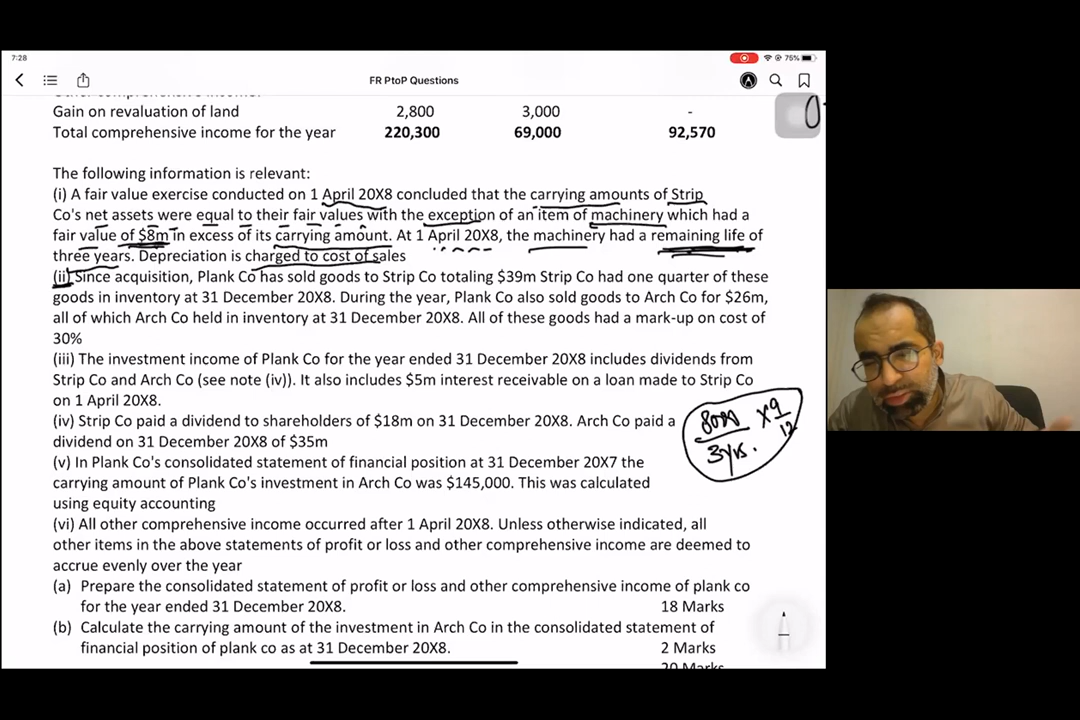 7:28
75%
FR PtoP Questions
Gain on revaluation of land 2,800 3,000 -
Total comprehensive income for the year 220,300 69,000 92,570
The following information is relevant:
(i) A fair value exercise conducted on 1 April 20X8 concluded that the carrying amounts of Strip
Co's net assets were equal to their fair values with the exception of an item of machinery which had a
fair value of $8m in excess of its carrying amount. At 1 April 20X8, the machinery had a remaining life of
three years. Depreciation is charged to cost of sales
(ii) Since acquisition, Plank Co has sold goods to Strip Co totaling $39m Strip Co had one quarter of these
goods in inventory at 31 December 20X8. During the year, Plank Co also sold goods to Arch Co for $26m,
all of which Arch Co held in inventory at 31 December 20X8. All of these goods had a mark-up on cost of
30%
(iii) The investment income of Plank Co for the year ended 31 December 20X8 includes dividends from
Strip Co and Arch Co (see note (iv)). It also includes $5m interest receivable on a loan made to Strip Co
on 1 April 20X8.
(iv) Strip Co paid a dividend to shareholders of $18m on 31 December 20X8. Arch Co paid a
dividend on 31 December 20X8 of $35m
8000 x 9
3yrs. 12
(v) In Plank Co's consolidated statement of financial position at 31 December 20X7 the
carrying amount of Plank Co's investment in Arch Co was $145,000. This was calculated
using equity accounting
(vi) All other comprehensive income occurred after 1 April 20X8. Unless otherwise indicated, all
other items in the above statements of profit or loss and other comprehensive income are deemed to
accrue evenly over the year
(a) Prepare the consolidated statement of profit or loss and other comprehensive income of plank co
for the year ended 31 December 20X8. 18 Marks
(b) Calculate the carrying amount of the investment in Arch Co in the consolidated statement of
financial position of plank co as at 31 December 20X8. 2 Marks
20 Marks